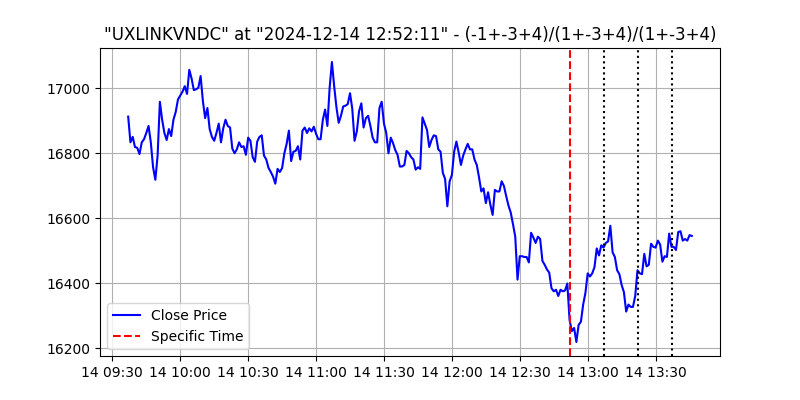 "UXLINKVNDC" at "2024-12-14 12:52:11" - (-1+-3+4)/(1+-3+4)/(1+-3+4)
17000
16800
16600
16400
16200
Close Price
Specific Time
14 09:30 14 10:00 14 10:30 14 11:00 14 11:30 14 12:00 14 12:30 14 13:00 14 13:30